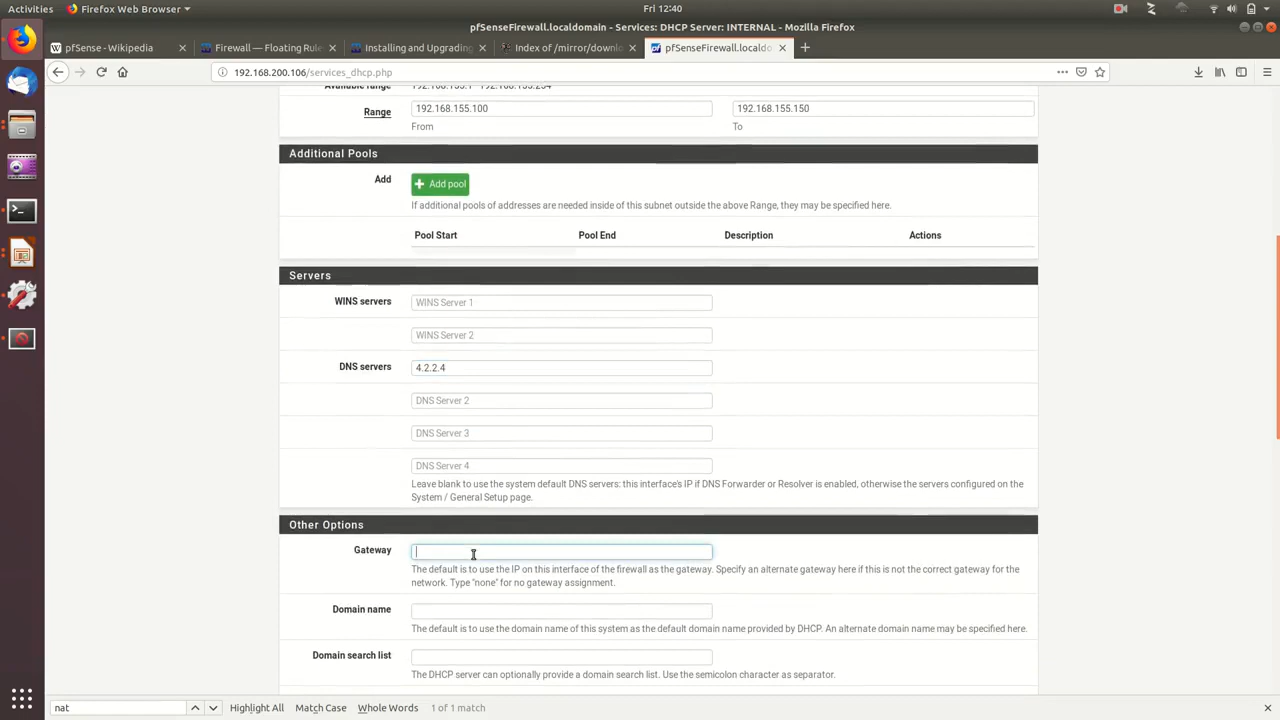 Activities
Firefox Web Browser
Fri 12:40
pfSenseFirewall.localdomain - Services: DHCP Server: INTERNAL - Mozilla Firefox
pfSense - Wikipedia
Firewall — Floating Rule
Installing and Upgrading
Index of /mirror/downlo
pfSenseFirewall.localdo
192.168.200.106/services_dhcp.php
Available range
192.168.155.1 - 192.168.155.254
Range
192.168.155.100
192.168.155.150
From
To
Additional Pools
Add
Add pool
If additional pools of addresses are needed inside of this subnet outside the above Range, they may be specified here.
Pool Start
Pool End
Description
Actions
Servers
WINS servers
WINS Server 1
WINS Server 2
DNS servers
4.2.2.4
DNS Server 2
DNS Server 3
DNS Server 4
Leave blank to use the system default DNS servers: this interface's IP if DNS Forwarder or Resolver is enabled, otherwise the servers configured on the
System / General Setup page.
Other Options
Gateway
The default is to use the IP on this interface of the firewall as the gateway. Specify an alternate gateway here if this is not the correct gateway for the
network. Type "none" for no gateway assignment.
Domain name
The default is to use the domain name of this system as the default domain name provided by DHCP. An alternate domain name may be specified here.
Domain search list
The DHCP server can optionally provide a domain search list. Use the semicolon character as separator.
nat
Highlight All
Match Case
Whole Words
1 of 1 match